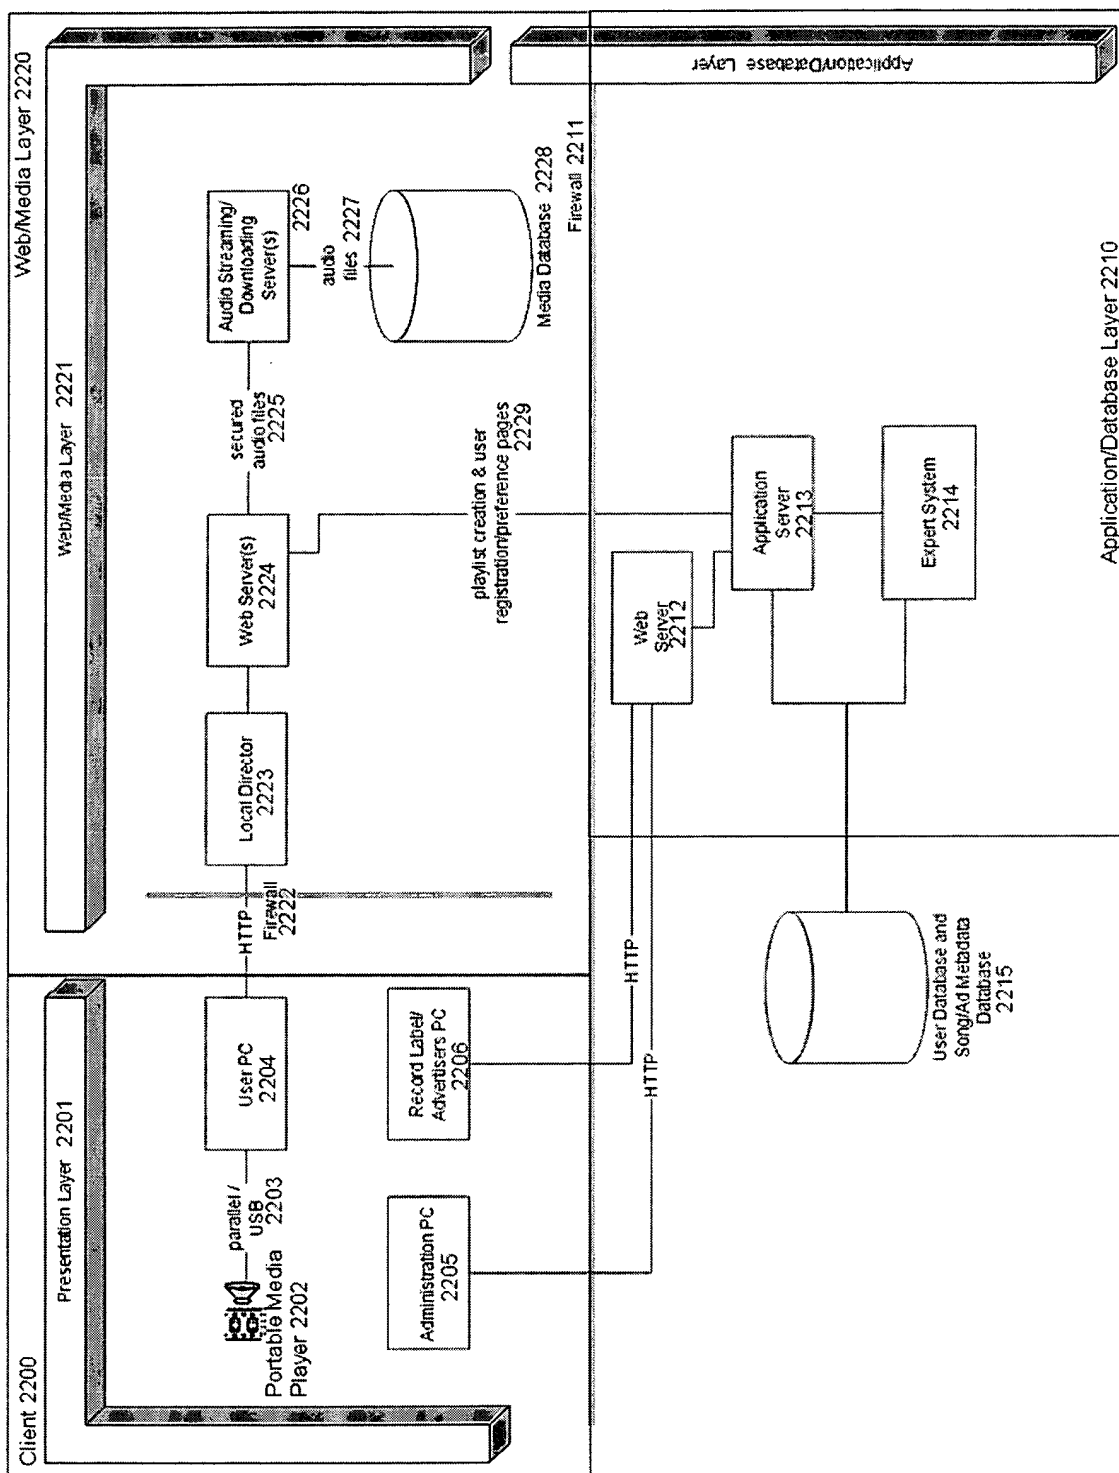 Client 2200
Presentation Layer 2201
Portable Media
Player 2202
parallel /
USB
2203
User PC
2204
Administration PC
2205
Record Label/
Advertisers PC
2206
Web/Media Layer 2220
Web/Media Layer 2221
HTTP
Firewall
2222
Local Director
2223
Web Server(s)
2224
secured
audio files
2225
Audio Streaming/
Downloading
Server(s)
2226
audio
files 2227
Media Database 2228
playlist creation & user
registration/preference pages
2229
Firewall 2211
HTTP
HTTP
Web
Server
2212
Application
Server
2213
Expert System
2214
User Database and
Song/Ad Metadata
Database
2215
Application/Database Layer
Application/Database Layer 2210